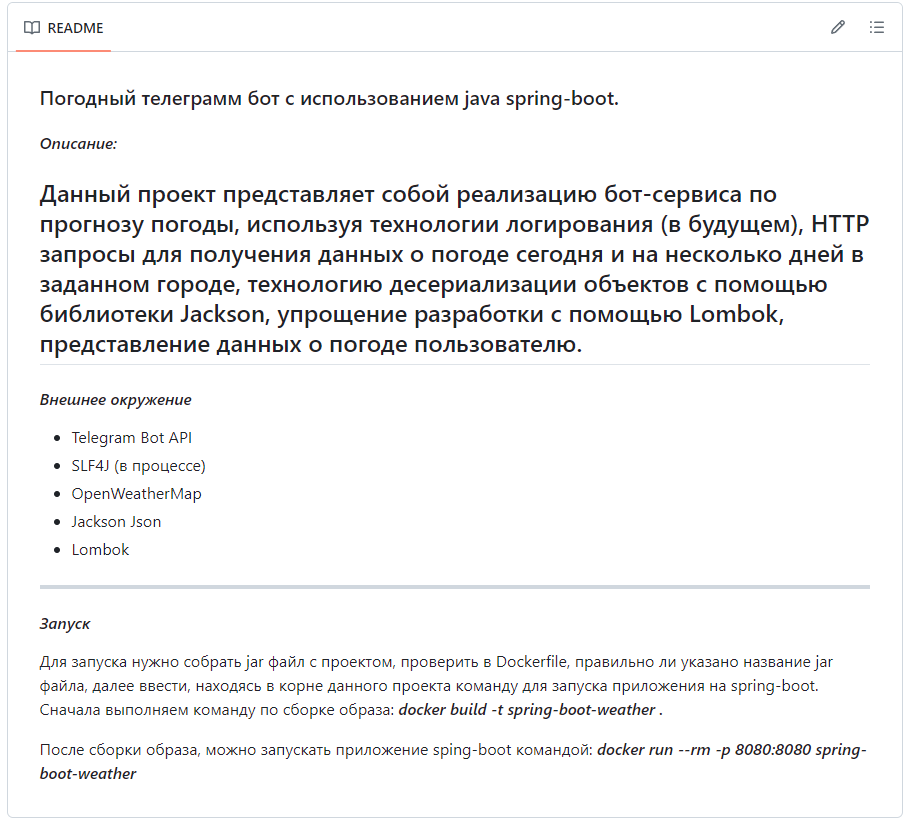 README
Погодный телеграмм бот с использованием java spring-boot.
Описание:
Данный проект представляет собой реализацию бот-сервиса по
прогнозу погоды, используя технологии логирования (в будущем), HTTP
запросы для получения данных о погоде сегодня и на несколько дней в
заданном городе, технологию десериализации объектов с помощью
библиотеки Jackson, упрощение разработки с помощью Lombok,
представление данных о погоде пользователю.
Внешнее окружение
Telegram Bot API
SLF4J (в процессе)
OpenWeatherMap
Jackson Json
Lombok
Запуск
Для запуска нужно собрать jar файл с проектом, проверить в Dockerfile, правильно ли указано название jar
файла, далее ввести, находясь в корне данного проекта команду для запуска приложения на spring-boot.
Сначала выполняем команду по сборке образа: docker build -t spring-boot-weather .
После сборки образа, можно запускать приложение sping-boot командой: docker run --rm -p 8080:8080 spring-
boot-weather